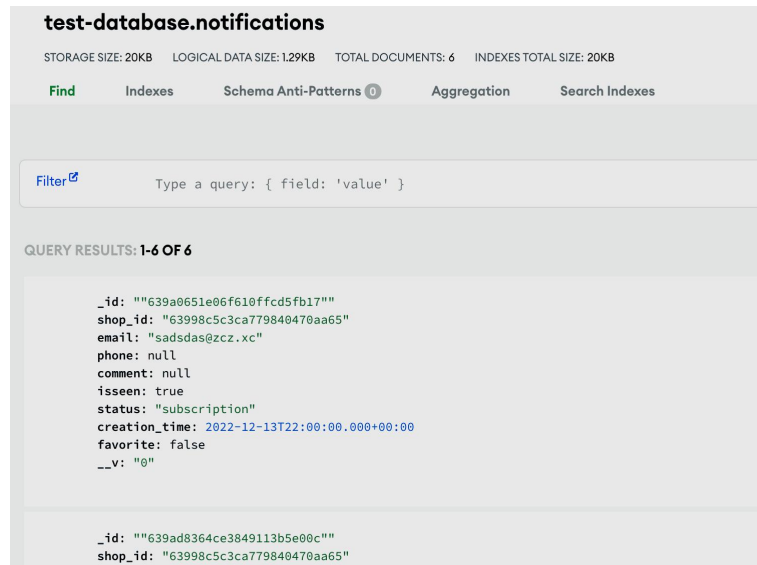 test-database.notifications
STORAGE SIZE: 20KB LOGICAL DATA SIZE: 1.29KB TOTAL DOCUMENTS: 6 INDEXES TOTAL SIZE: 20KB
Find Indexes Schema Anti-Patterns 0 Aggregation Search Indexes
Filter Type a query: { field: 'value' }
QUERY RESULTS: 1-6 OF 6
_id: ""639a0651e06f610ffcd5fb17""
shop_id: "63998c5c3ca779840470aa65"
email: "sadsdas@zcz.xc"
phone: null
comment: null
isseen: true
status: "subscription"
creation_time: 2022-12-13T22:00:00.000+00:00
favorite: false
__v: "0"
_id: ""639ad8364ce3849113b5e00c""
shop_id: "63998c5c3ca779840470aa65"